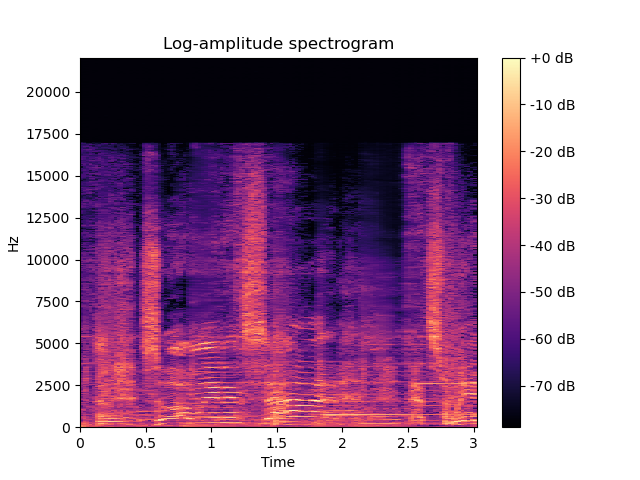 Log-amplitude spectrogram
20000
17500
15000
12500
10000
7500
5000
2500
0
Hz
0 0.5 1 1.5 2 2.5 3
Time
+0 dB
-10 dB
-20 dB
-30 dB
-40 dB
-50 dB
-60 dB
-70 dB